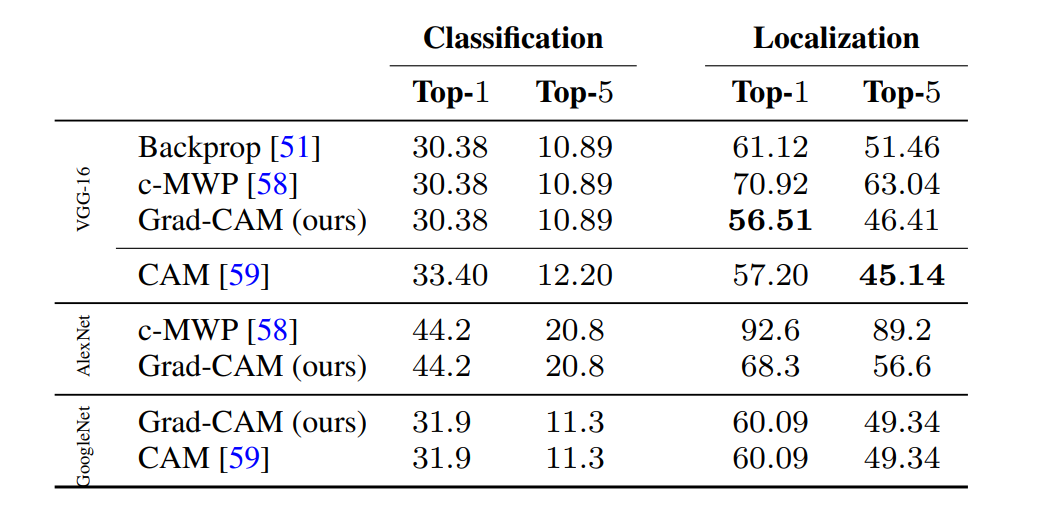 Classification Localization
Top-1 Top-5 Top-1 Top-5
VGG-16
Backprop [51] 30.38 10.89 61.12 51.46
c-MWP [58] 30.38 10.89 70.92 63.04
Grad-CAM (ours) 30.38 10.89 56.51 46.41
CAM [59] 33.40 12.20 57.20 45.14
AlexNet
c-MWP [58] 44.2 20.8 92.6 89.2
Grad-CAM (ours) 44.2 20.8 68.3 56.6
GoogleNet
Grad-CAM (ours) 31.9 11.3 60.09 49.34
CAM [59] 31.9 11.3 60.09 49.34